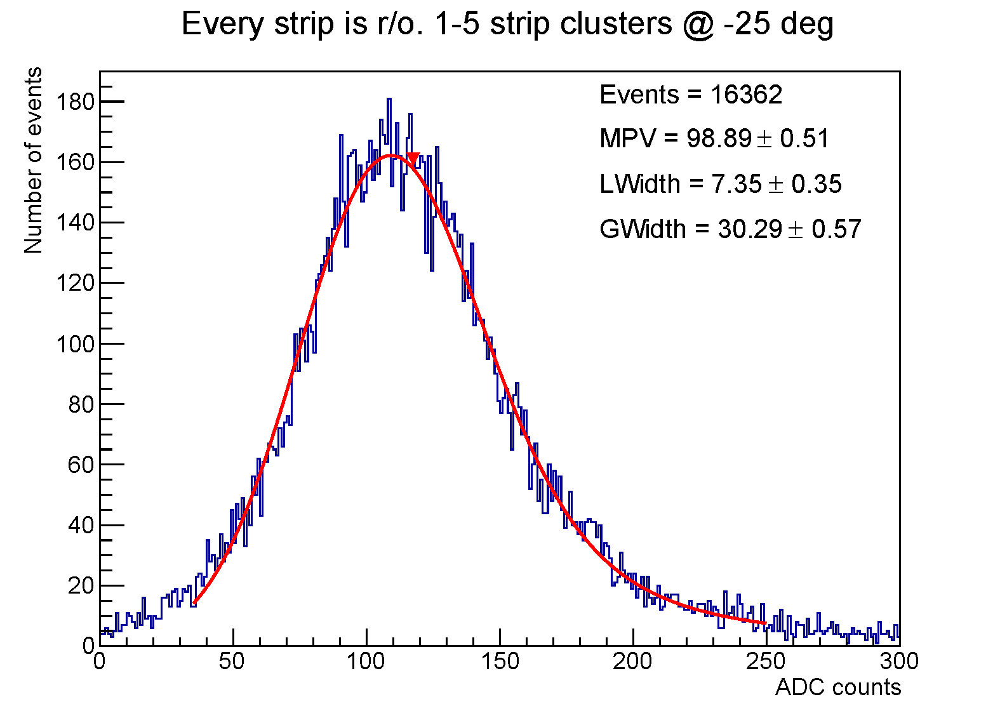 Every strip is r/o. 1-5 strip clusters @ -25 deg
Number of events
Events = 16362
MPV = 98.89 ± 0.51
LWidth = 7.35 ± 0.35
GWidth = 30.29 ± 0.57
180
160
140
120
100
80
60
40
20
0
0 50 100 150 200 250 300
ADC counts